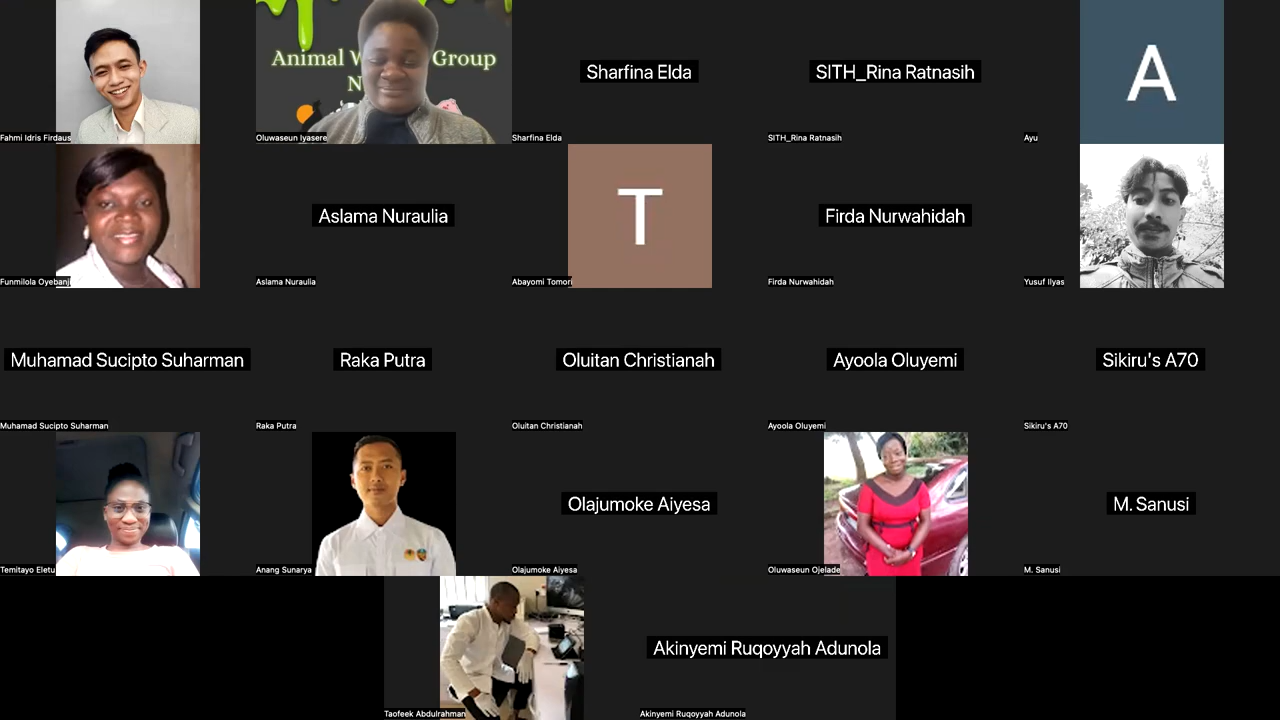 Animal W Group
N
Sharfina Elda
SITH_Rina Ratnasih
A
Fahmi Idris Firdaus
Oluwaseun Iyasere
Sharfina Elda
SITH_Rina Ratnasih
Ayu
Aslama Nuraulia
T
Firda Nurwahidah
Funmilola Oyebanji
Aslama Nuraulia
Abayomi Tomori
Firda Nurwahidah
Yusuf Ilyas
Muhamad Sucipto Suharman
Raka Putra
Oluitan Christianah
Ayoola Oluyemi
Sikiru's A70
Muhamad Sucipto Suharman
Raka Putra
Oluitan Christianah
Ayoola Oluyemi
Sikiru's A70
Olajumoke Aiyesa
M. Sanusi
Temitayo Eletu
Anang Sunarya
Olajumoke Aiyesa
Oluwaseun Ojelade
M. Sanusi
Akinyemi Ruqoyyah Adunola
Taofeek Abdulrahman
Akinyemi Ruqoyyah Adunola